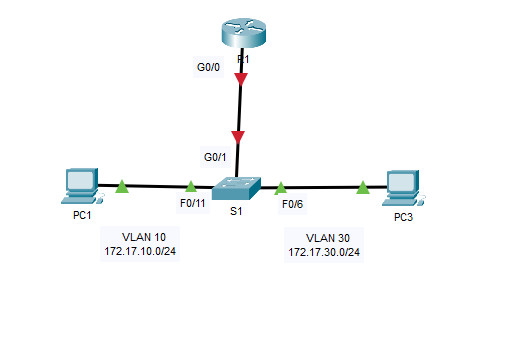 R1
G0/0
G0/1
PC1
F0/11
S1
F0/6
PC3
VLAN 10
172.17.10.0/24
VLAN 30
172.17.30.0/24